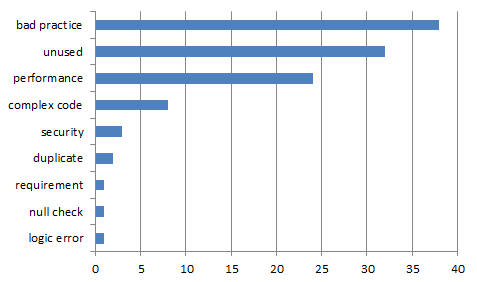 bad practice
unused
performance
complex code
security
duplicate
requirement
null check
logic error
0 5 10 15 20 25 30 35 40